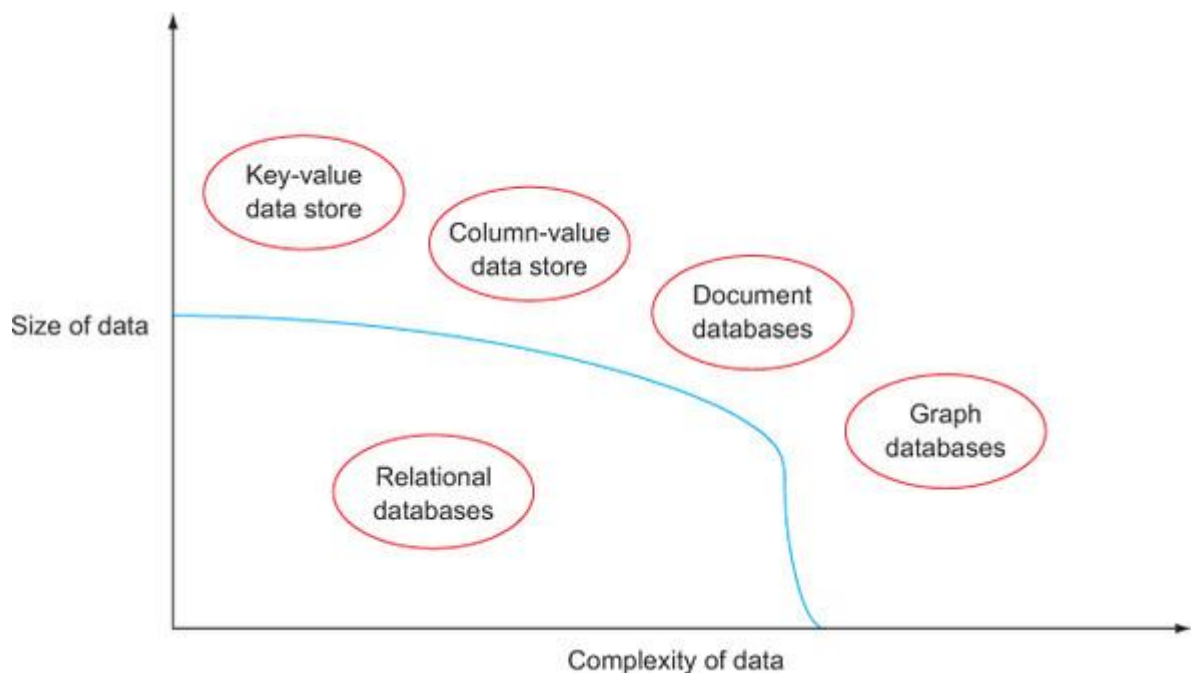 Key-value
data store
Column-value
data store
Document
databases
Size of data
Graph
databases
Relational
databases
Complexity of data